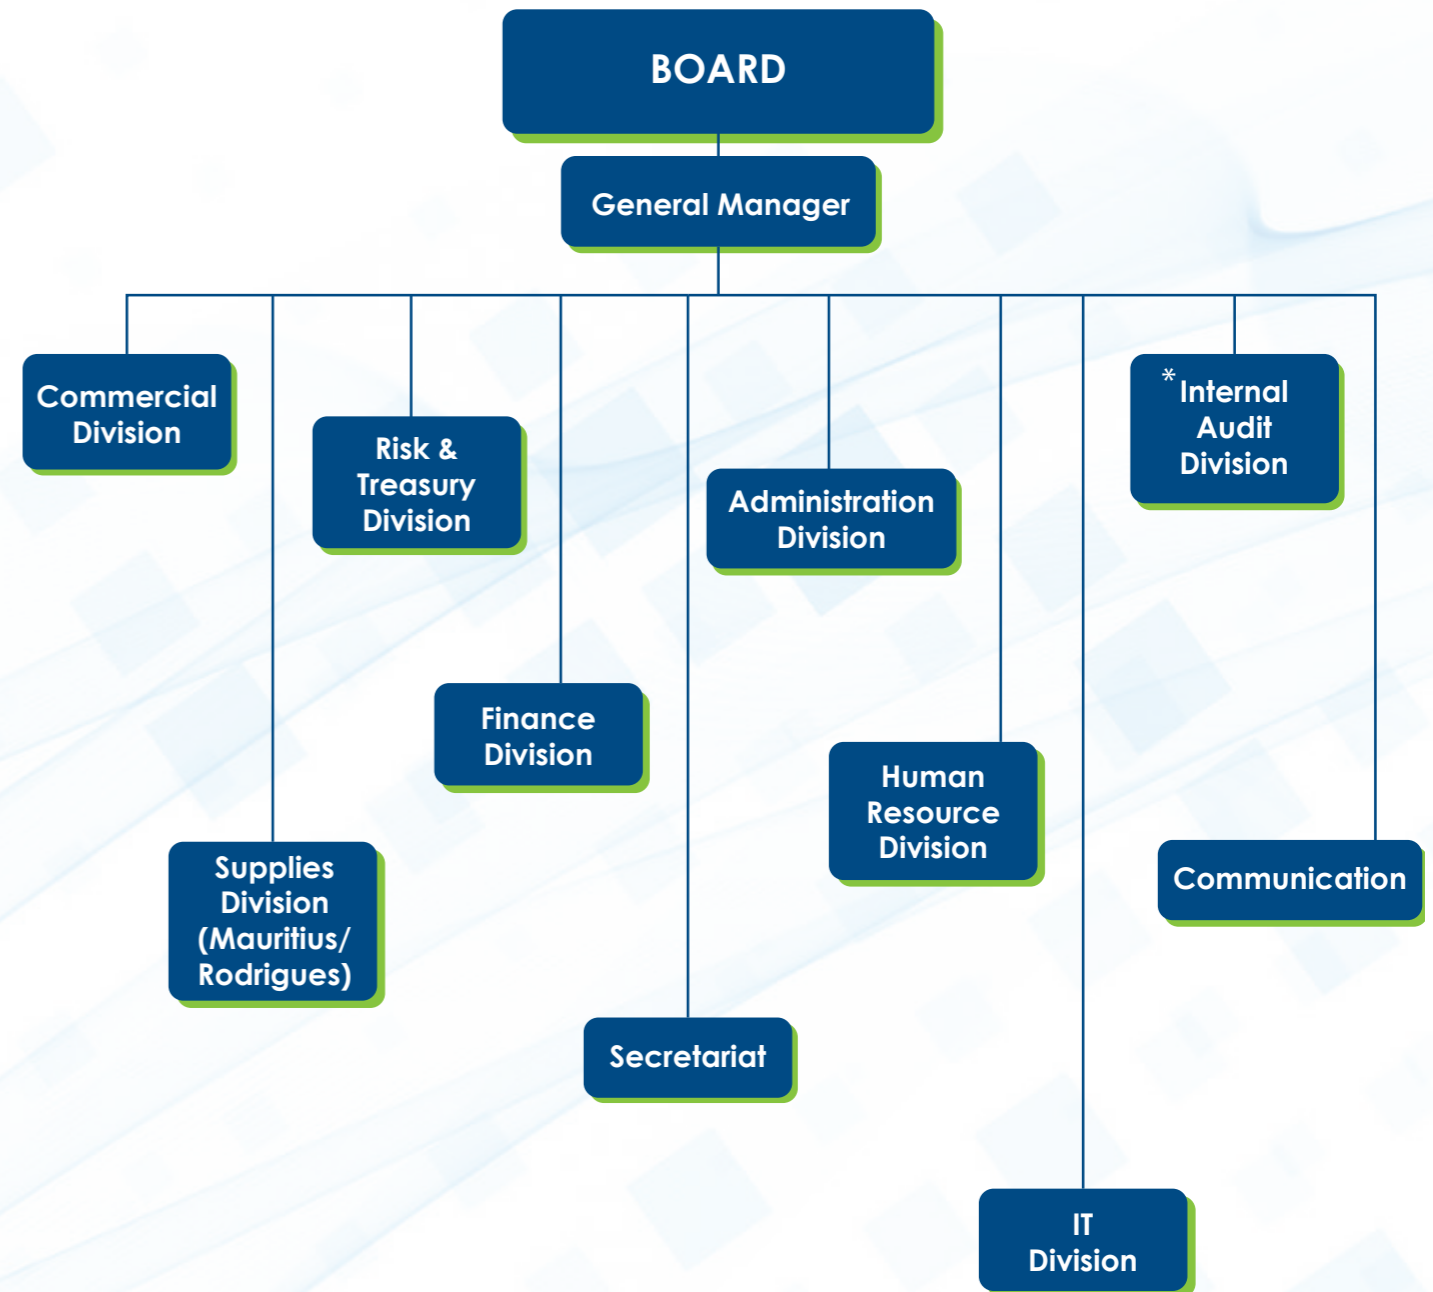 BOARD
General Manager
Commercial
Division
Supplies
Division
(Mauritius/
Rodrigues)
Risk &
Treasury
Division
Finance
Division
Secretariat
Administration
Division
Human
Resource
Division
IT
Division
*Internal
Audit
Division
Communication